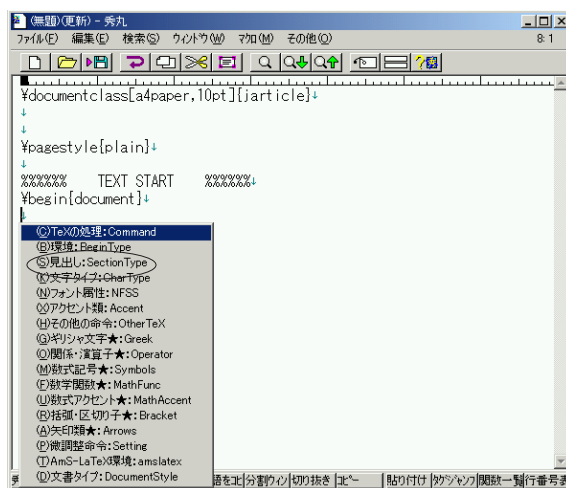 (無題)(更新) - 秀丸
ファイル(F) 編集(E) 検索(S) ウィンドウ(W) マクロ(M) その他(O) 8:1
¥documentclass[a4paper,10pt]{jarticle}↓
↓
↓
¥pagestyle{plain}↓
↓
%%%%%% TEXT START %%%%%%↓
¥begin{document}↓
↓
(C)TeXの処理:Command
(B)環境:BeginType
(S)見出し:SectionType
(K)文字タイプ:CharType
(N)フォント属性:NFSS
(X)アクセント類:Accent
(H)その他の命令:OtherTeX
(G)ギリシャ文字★:Greek
(O)関係・演算子★:Operator
(M)数式記号★:Symbols
(F)数学関数★:MathFunc
(U)数式アクセント★:MathAccent
(R)括弧・区切り子★:Bracket
(A)矢印類★:Arrows
(P)微調整命令:Setting
(T)AmS-LaTeX環境:amslatex
(D)文書タイプ:DocumentStyle
語をコピ 分割ウィン 切り抜き コピー 貼り付け タグジャンプ 関数一覧 行番号表